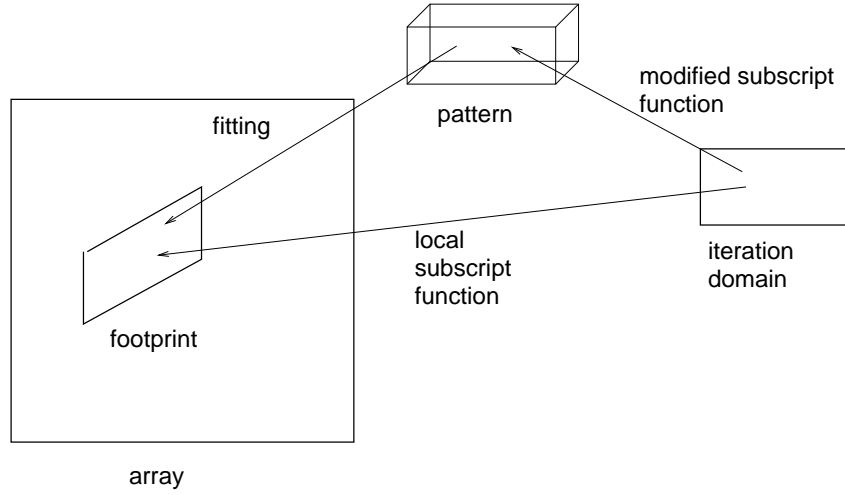 modified subscript
function
pattern
fitting
local
subscript
function
iteration
domain
footprint
array